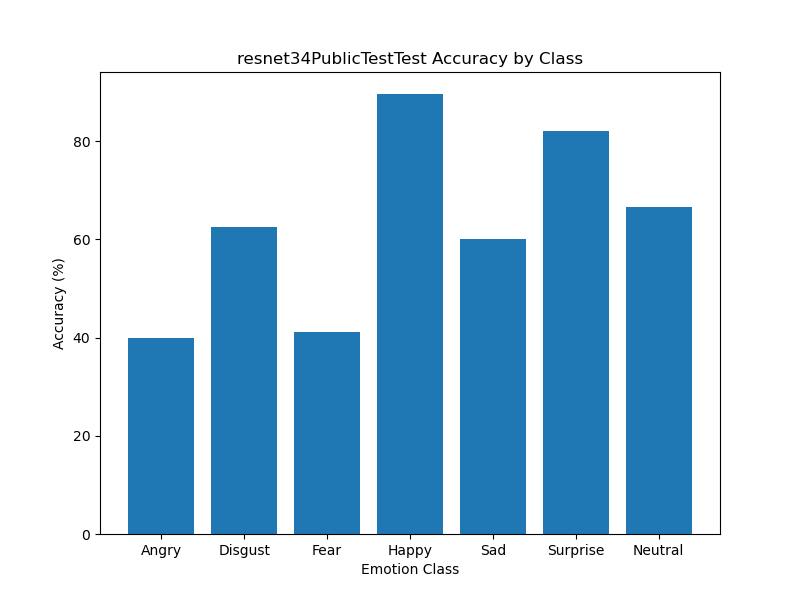 resnet34PublicTestTest Accuracy by Class
Accuracy (%)
80
60
40
20
0
Angry Disgust Fear Happy Sad Surprise Neutral
Emotion Class